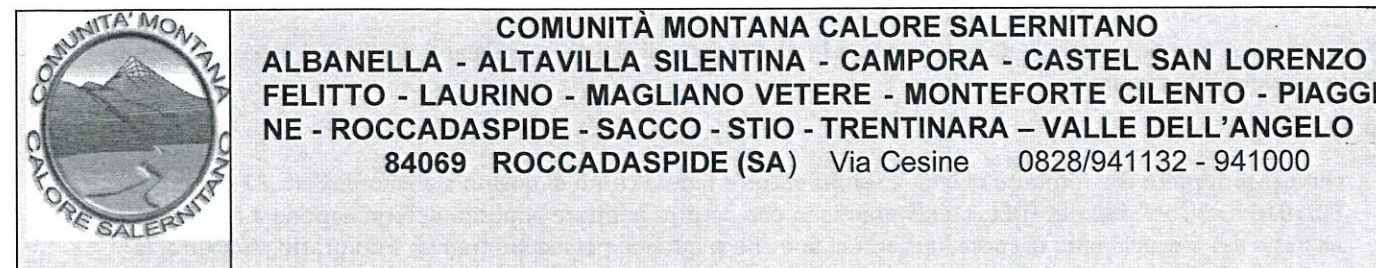 COMUNITA' MONTANA
CALORE SALERNITANO
COMUNITÀ MONTANA CALORE SALERNITANO
ALBANELLA - ALTAVILLA SILENTINA - CAMPORA - CASTEL SAN LORENZO
FELITTO - LAURINO - MAGLIANO VETERE - MONTEFORTE CILENTO - PIAGGI
NE - ROCCADASPIDE - SACCO - STIO - TRENTINARA – VALLE DELL'ANGELO
84069 ROCCADASPIDE (SA) Via Cesine 0828/941132 - 941000